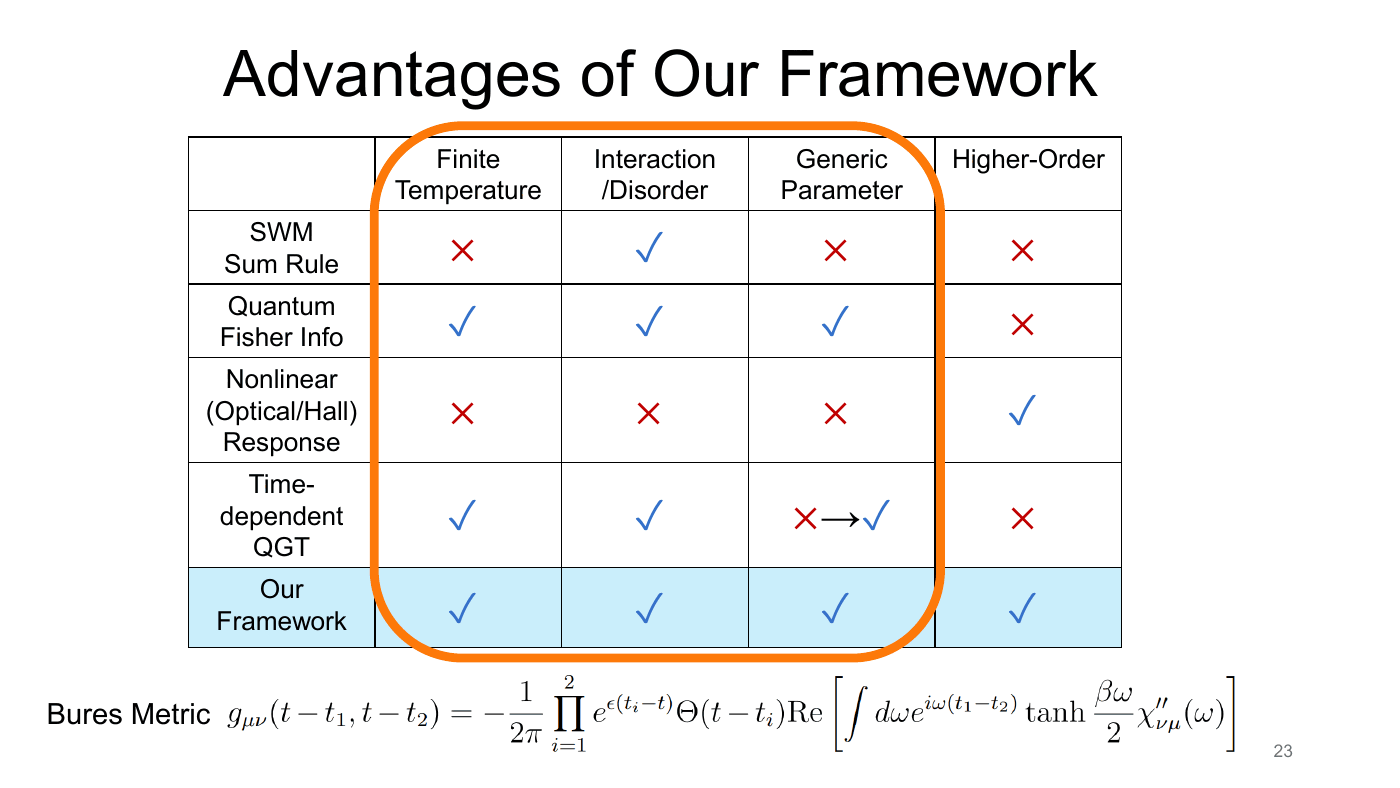 Advantages of Our Framework
Finite
Temperature
Interaction
/Disorder
Generic
Parameter
Higher-Order
SWM
Sum Rule
× ✓ × ×
Quantum
Fisher Info
✓ ✓ ✓ ×
Nonlinear
(Optical/Hall)
Response
× × × ✓
Time-
dependent
QGT
✓ ✓ ×→✓ ×
Our
Framework
✓ ✓ ✓ ✓
Bures Metric $g_{\mu\nu}(t-t_1, t-t_2) = -\frac{1}{2\pi} \prod_{i=1}^{2} e^{\epsilon(t_i-t)} \Theta(t-t_i) \mathrm{Re} \left[ \int d\omega e^{i\omega(t_1-t_2)} \tanh \frac{\beta\omega}{2} \chi''_{\nu\mu}(\omega) \right]$
23